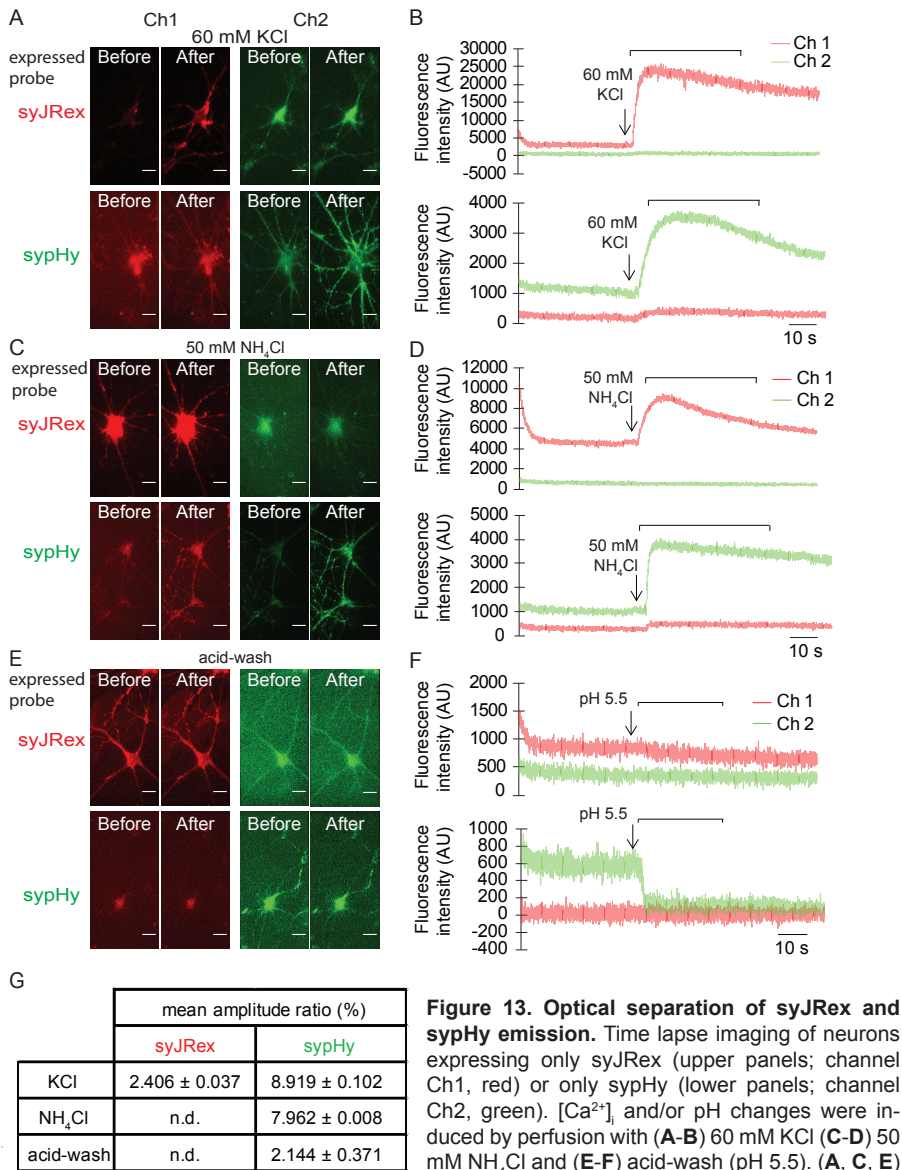 A
Ch1 Ch2
60 mM KCl
expressed probe
Before After Before After
syJRex
Before After Before After
sypHy
B
Fluorescence intensity (AU)
30000
25000
20000
15000
10000
5000
0
-5000
60 mM KCl
Ch 1
Ch 2
Fluorescence intensity (AU)
4000
3000
2000
1000
0
60 mM KCl
10 s
C
50 mM NH₄Cl
expressed probe
Before After Before After
syJRex
Before After Before After
sypHy
D
Fluorescence intensity (AU)
12000
10000
8000
6000
4000
2000
0
50 mM NH₄Cl
Ch 1
Ch 2
Fluorescence intensity (AU)
5000
4000
3000
2000
1000
0
50 mM NH₄Cl
10 s
E
acid-wash
expressed probe
Before After Before After
syJRex
Before After Before After
sypHy
F
Fluorescence intensity (AU)
2000
1500
1000
500
0
pH 5.5
Ch 1
Ch 2
Fluorescence intensity (AU)
1000
800
600
400
200
0
-200
-400
pH 5.5
10 s
G
mean amplitude ratio (%)
syJRex sypHy
KCl 2.406 ± 0.037 8.919 ± 0.102
NH₄Cl n.d. 7.962 ± 0.008
acid-wash n.d. 2.144 ± 0.371
Figure 13. Optical separation of syJRex and
sypHy emission. Time lapse imaging of neurons
expressing only syJRex (upper panels; channel
Ch1, red) or only sypHy (lower panels; channel
Ch2, green). [Ca²⁺]ᵢ and/or pH changes were in-
duced by perfusion with (A-B) 60 mM KCl (C-D) 50
mM NH₄Cl and (E-F) acid-wash (pH 5.5). (A, C, E)